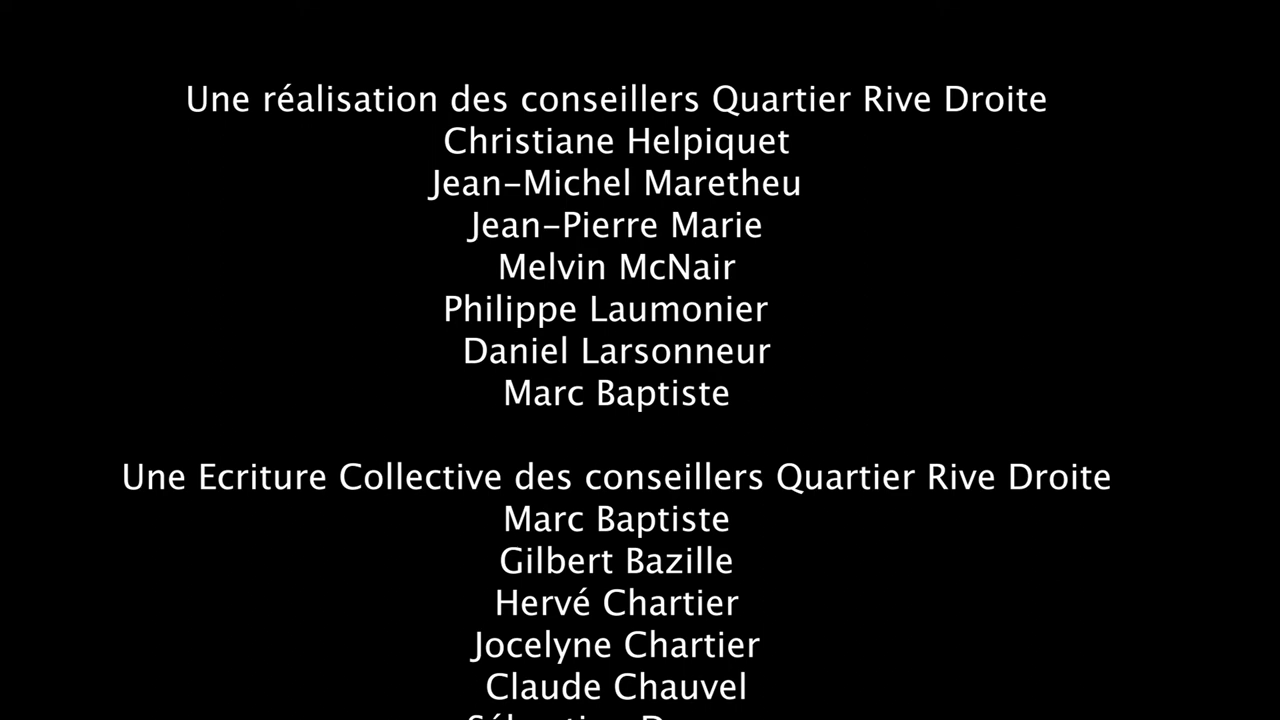 Une réalisation des conseillers Quartier Rive Droite
Christiane Helpiquet
Jean-Michel Maretheu
Jean-Pierre Marie
Melvin McNair
Philippe Laumonier
Daniel Larsonneur
Marc Baptiste
Une Ecriture Collective des conseillers Quartier Rive Droite
Marc Baptiste
Gilbert Bazille
Hervé Chartier
Jocelyne Chartier
Claude Chauvel